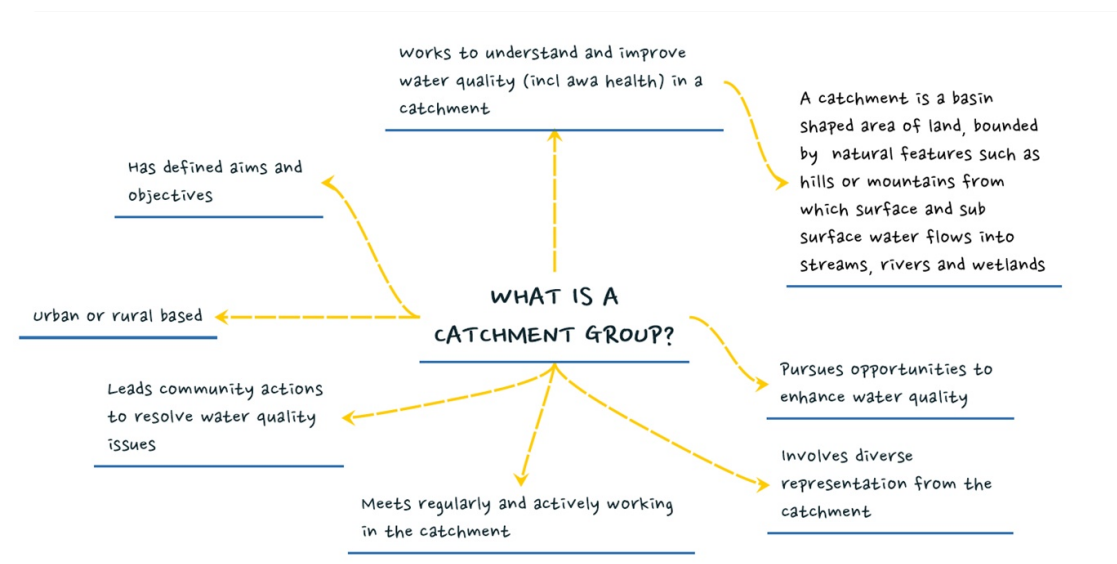 Works to understand and improve
water quality (incl awa health) in a
catchment
A catchment is a basin
shaped area of land, bounded
by natural features such as
hills or mountains from
which surface and sub
surface water flows into
streams, rivers and wetlands
Has defined aims and
objectives
WHAT IS A
CATCHMENT GROUP?
Urban or rural based
Pursues opportunities to
enhance water quality
Leads community actions
to resolve water quality
issues
Involves diverse
representation from the
catchment
Meets regularly and actively working
in the catchment